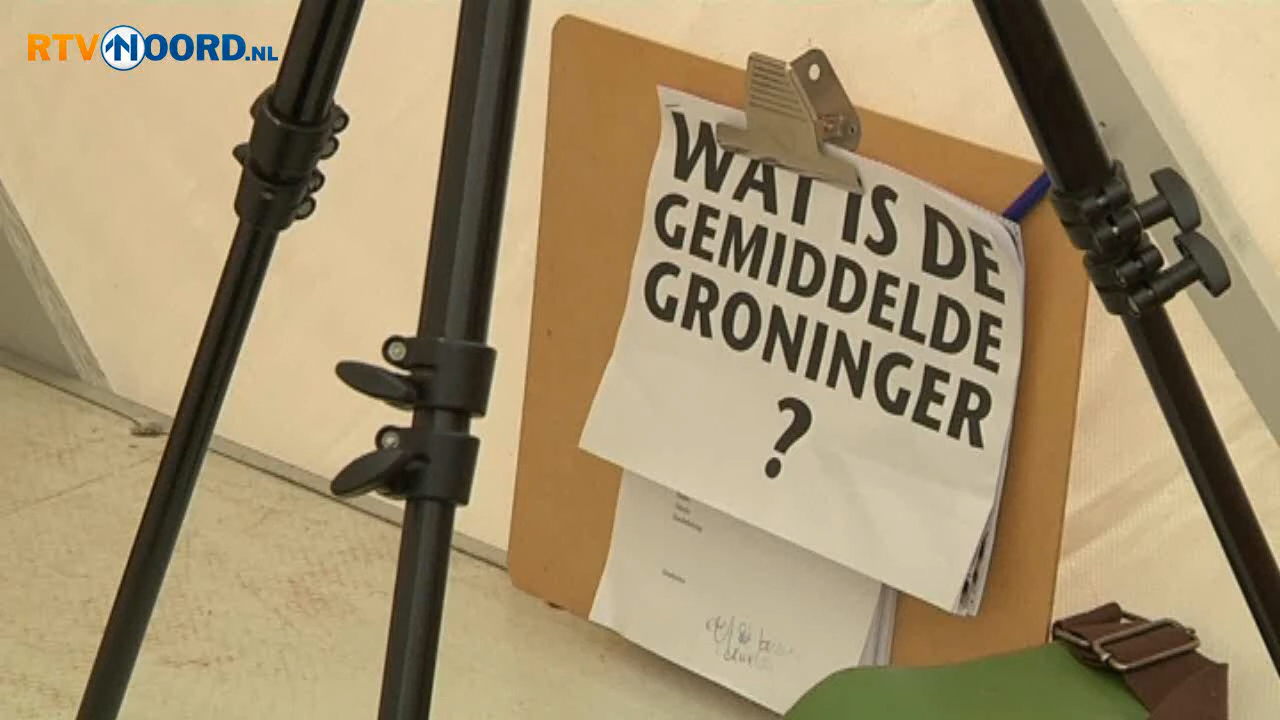 RTVNOORD.NL
WAT IS DE
GEMIDDELDE
GRONINGER
?